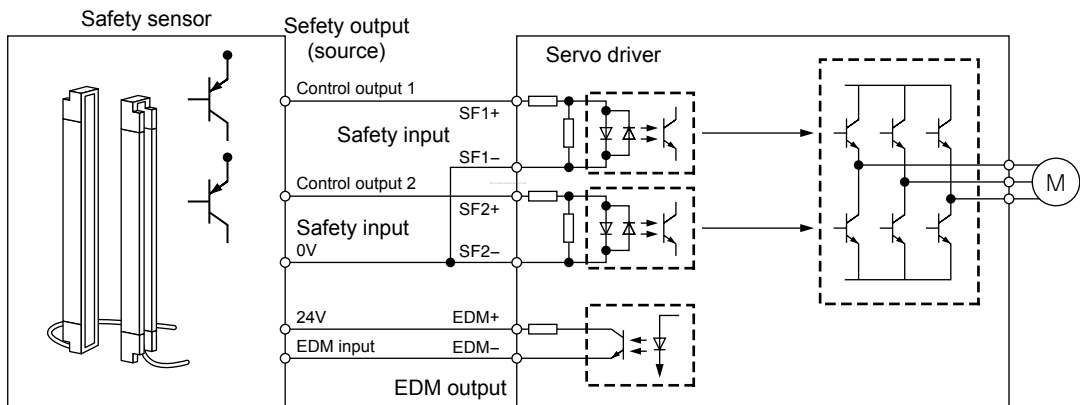 Safety sensor
Sefety output
(source)
Servo driver
Control output 1
SF1+
Safety input
SF1–
Control output 2
SF2+
Safety input
0V
SF2–
M
24V
EDM+
EDM input
EDM–
EDM output